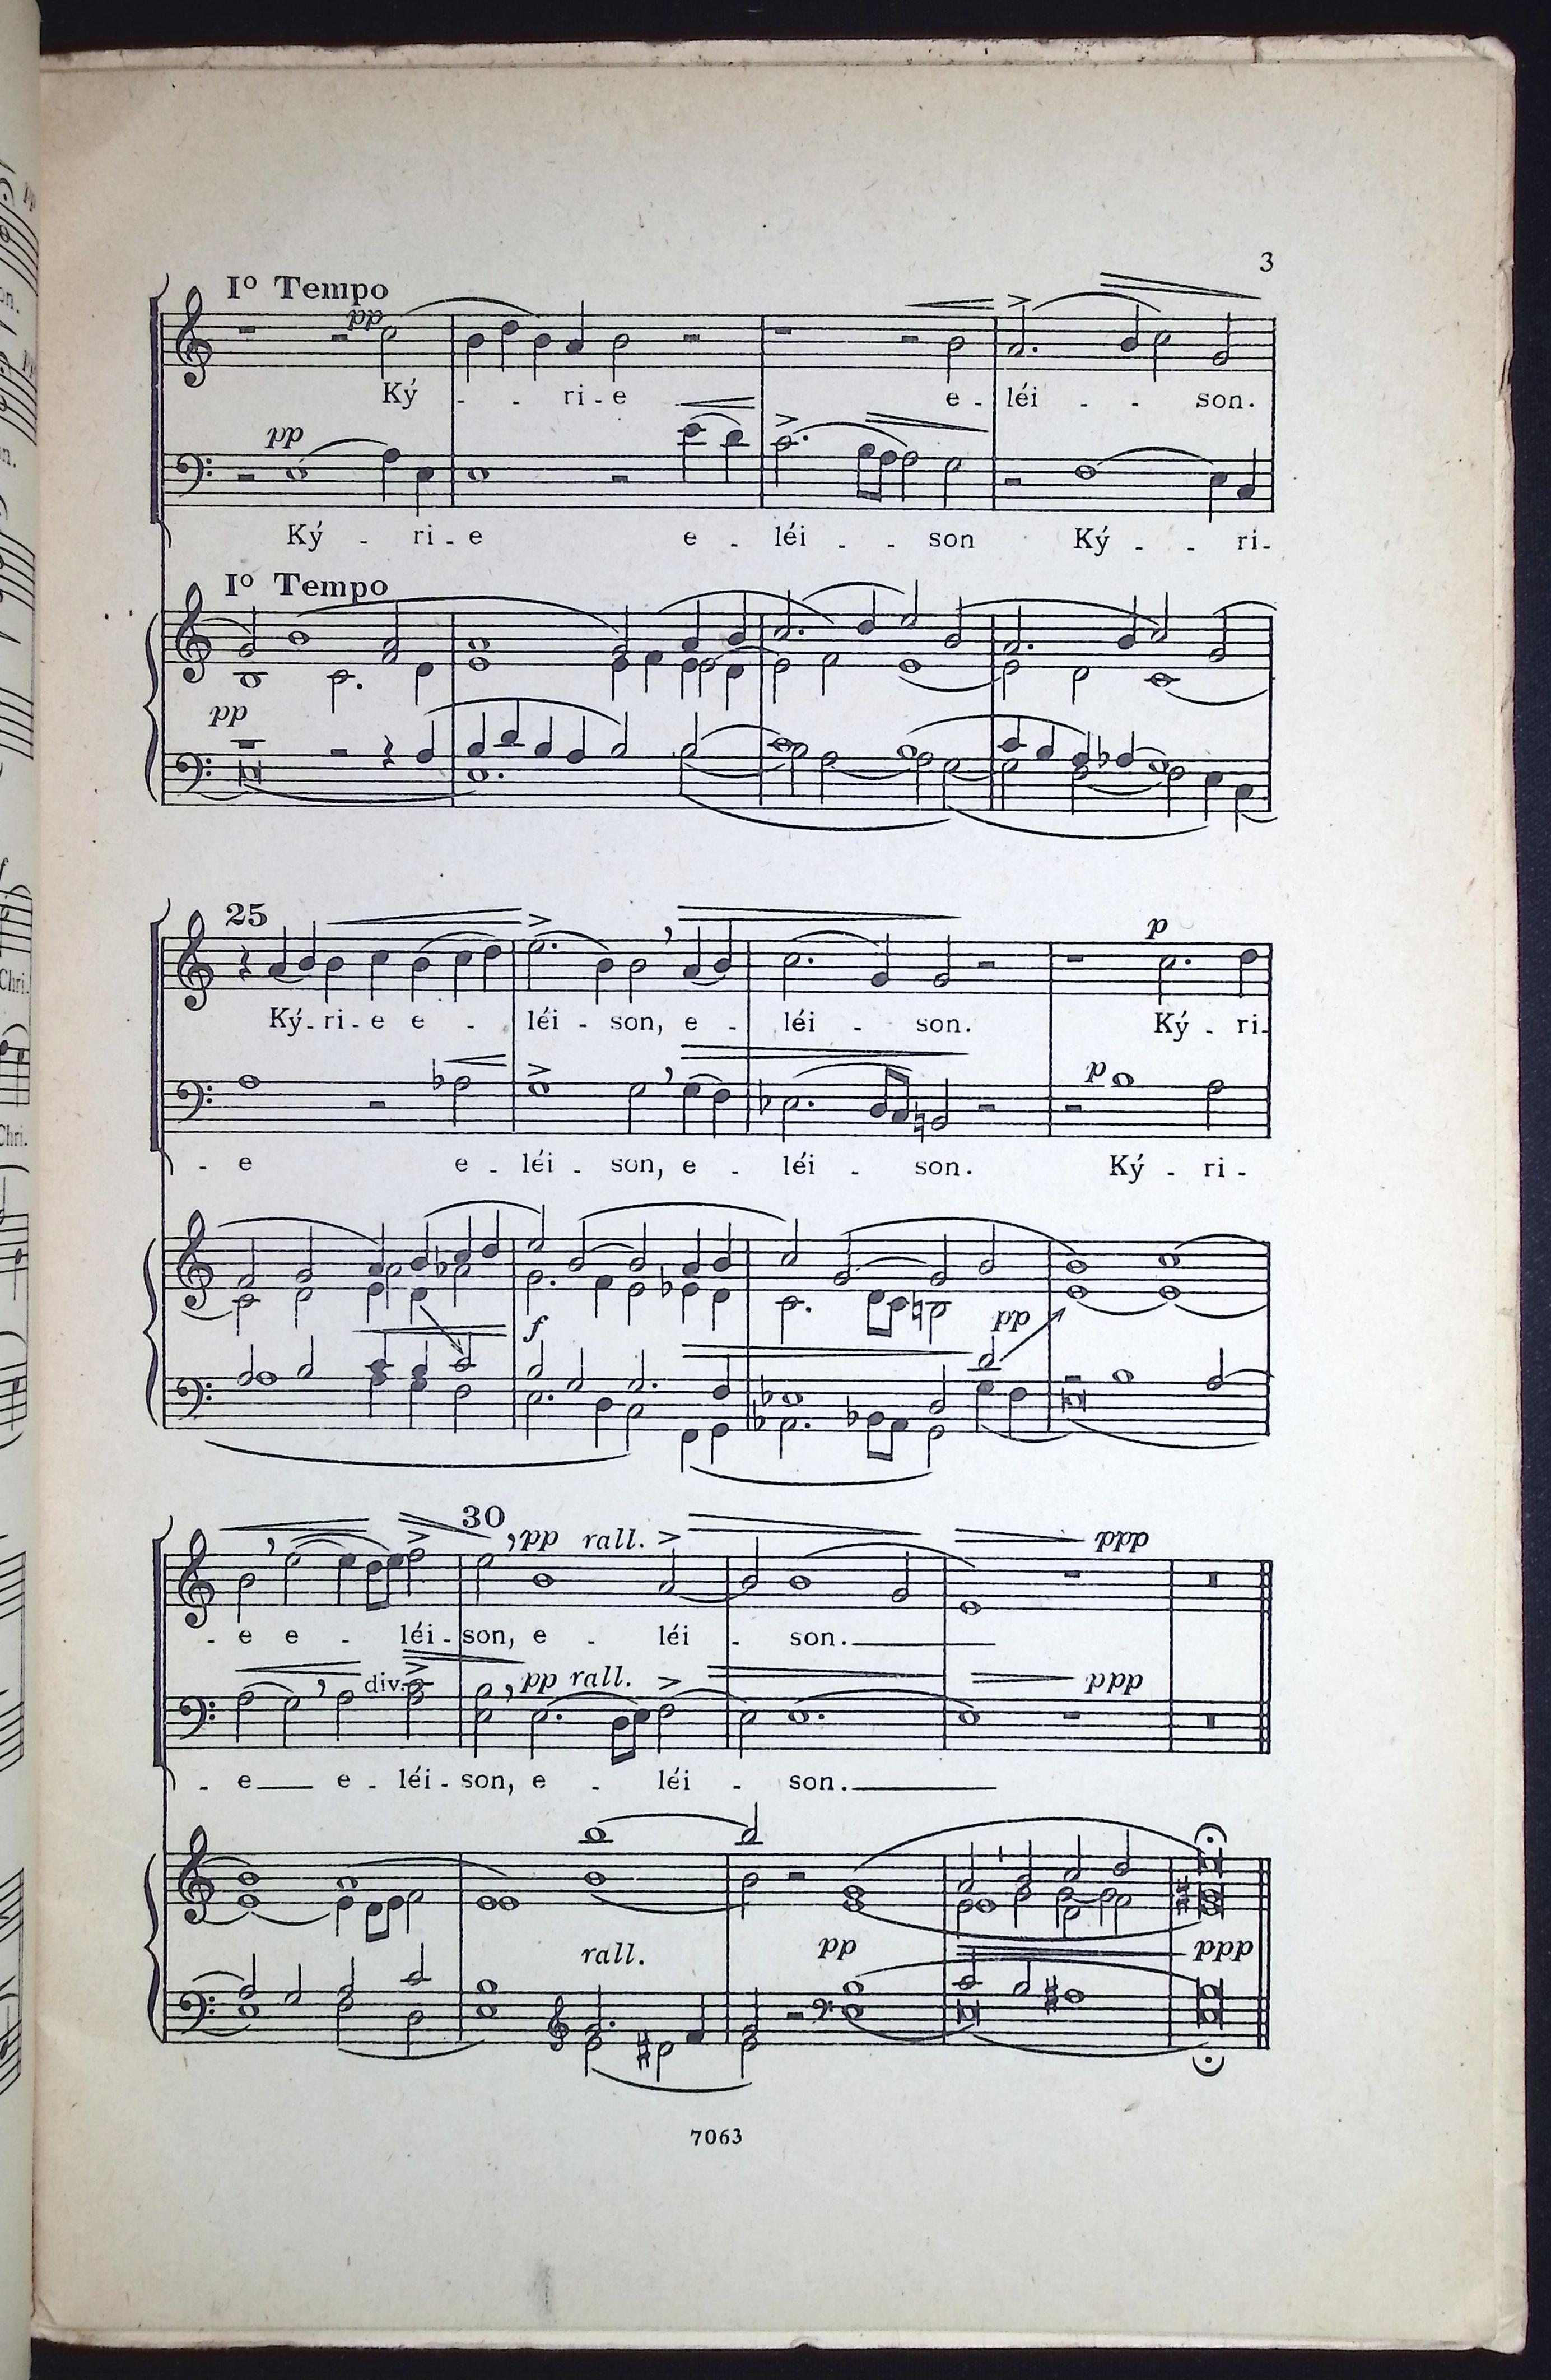 3
Iº Tempo
pp
Ký - - ri - e e - léi - - son.
pp
Ký - ri - e e - léi - - son Ký - - ri-
Iº Tempo
pp
25
p
Ký - ri - e e - léi - son, e - léi - son. Ký - ri-
p
- e e - léi - son, e - léi - son. Ký - ri -
f
pp
30
pp rall. ppp
- e e - léi - son, e - léi - son.
div. pp rall. ppp
- e e - léi - son, e - léi - son.
rall. pp ppp
7063